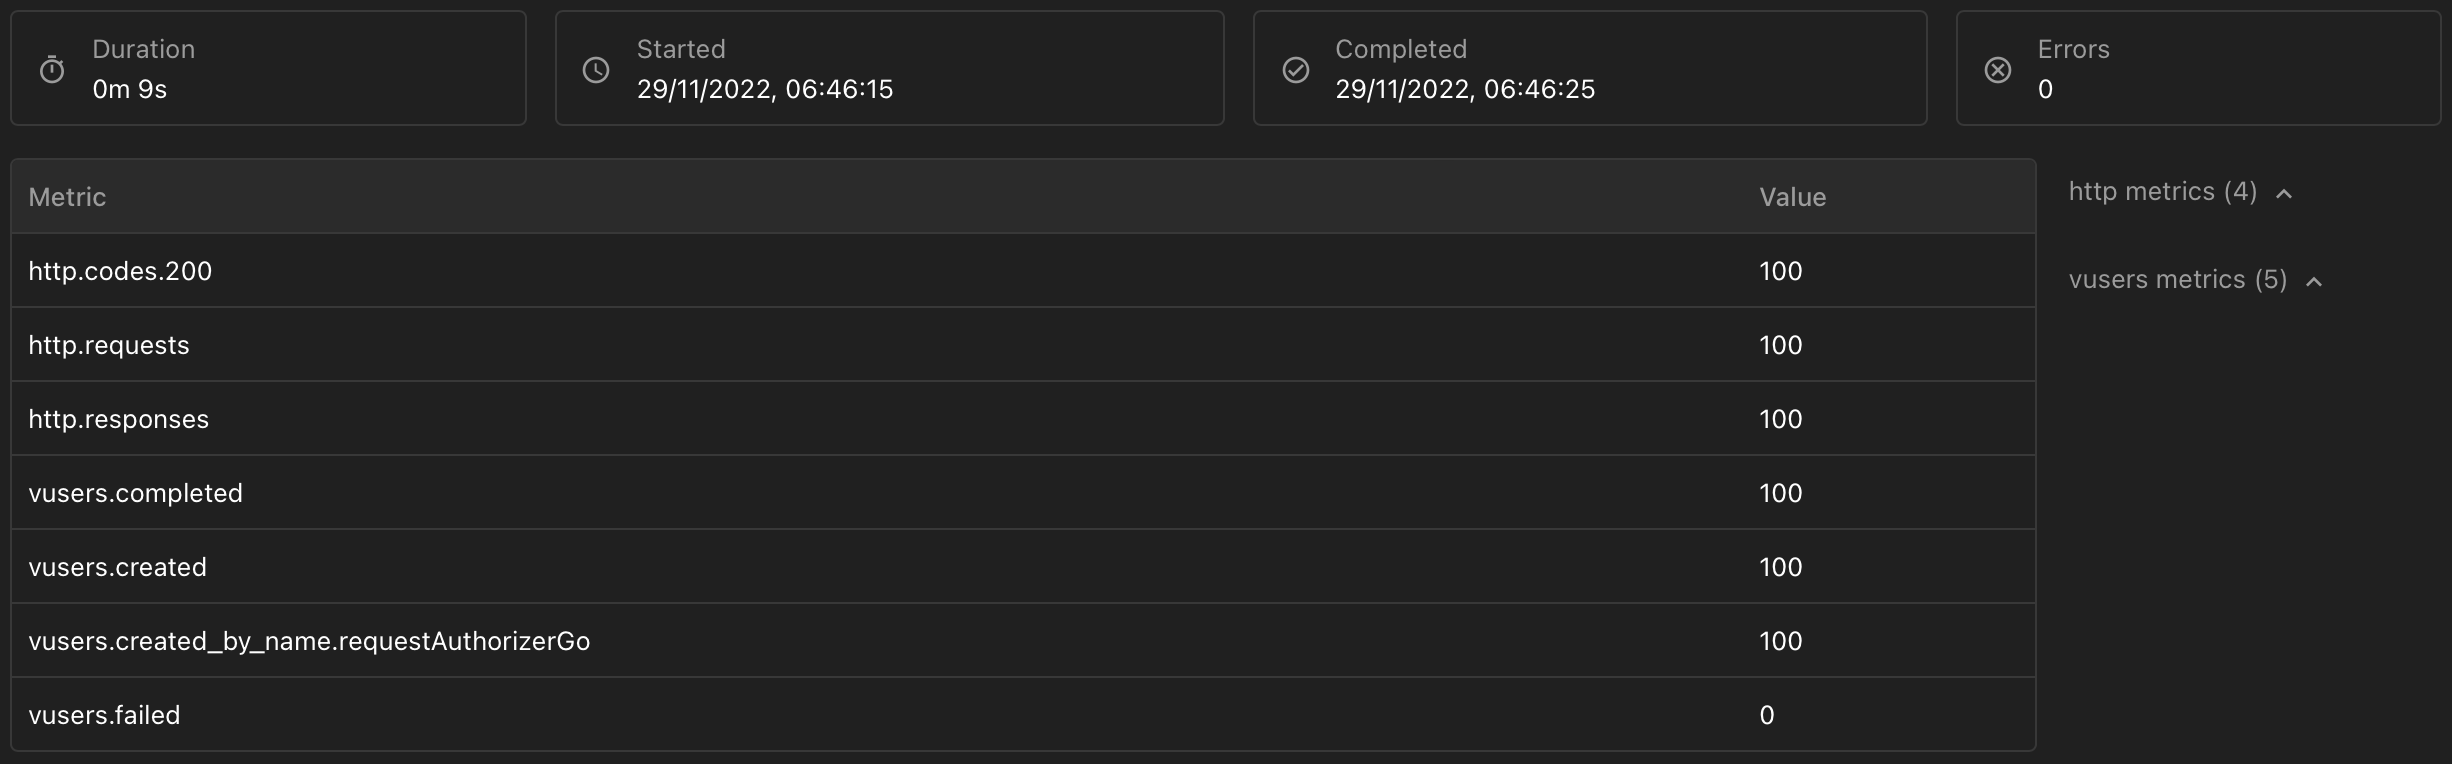 Duration
0m 9s
Started
29/11/2022, 06:46:15
Completed
29/11/2022, 06:46:25
Errors
0
Metric Value
http.codes.200 100
http.requests 100
http.responses 100
vusers.completed 100
vusers.created 100
vusers.created_by_name.requestAuthorizerGo 100
vusers.failed 0
http metrics (4)
vusers metrics (5)